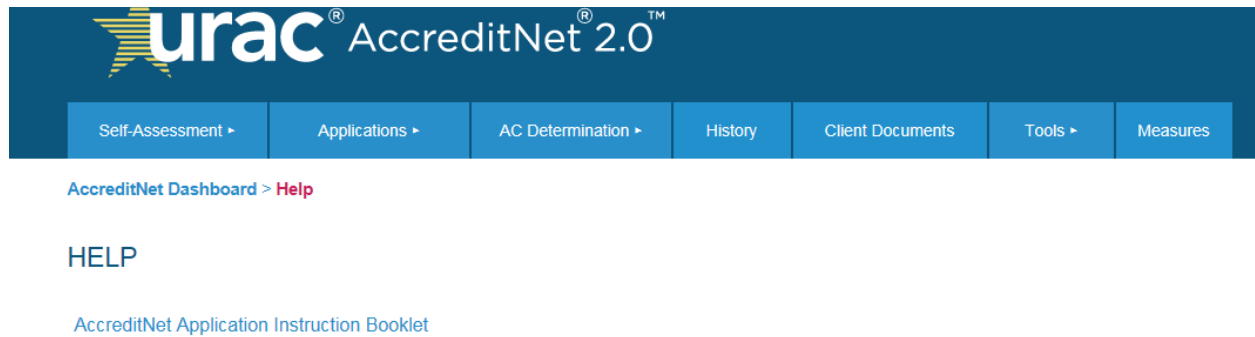 urac® AccreditNet® 2.0™
Self-Assessment ▸ Applications ▸ AC Determination ▸ History Client Documents Tools ▸ Measures
AccreditNet Dashboard > Help
HELP
AccreditNet Application Instruction Booklet